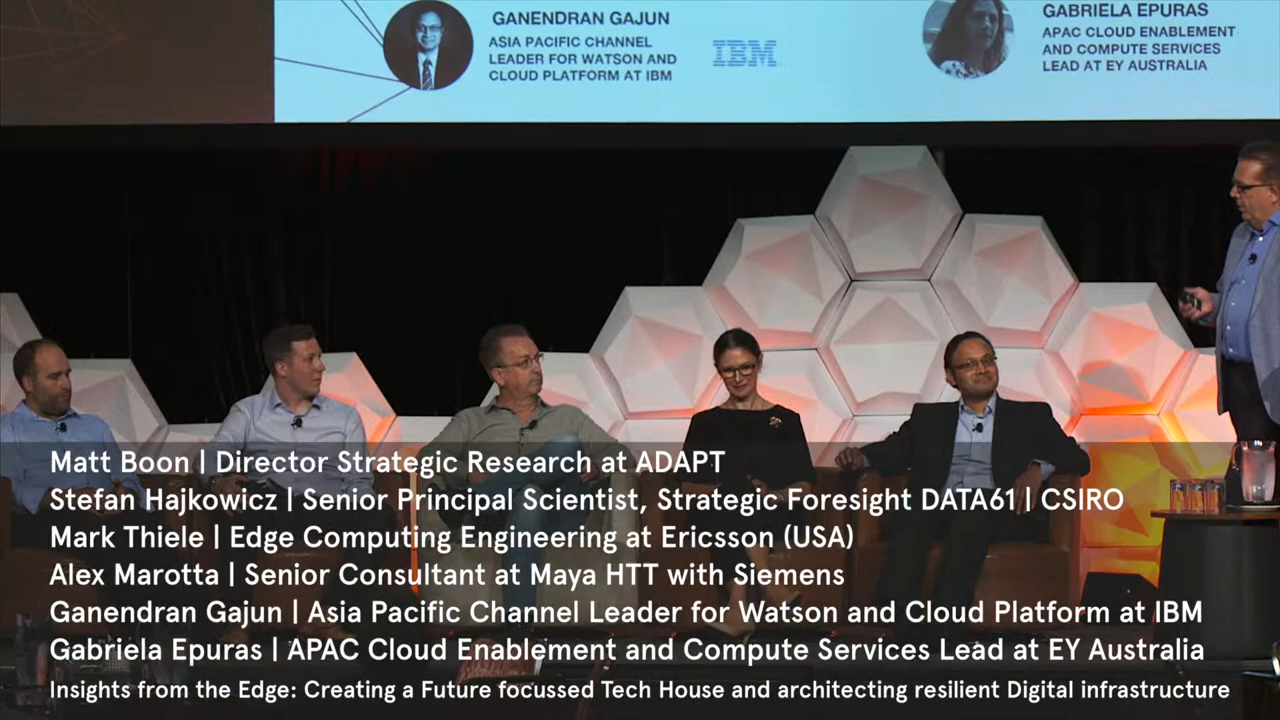 GANENDRAN GAJUN
ASIA PACIFIC CHANNEL
LEADER FOR WATSON AND
CLOUD PLATFORM AT IBM
IBM
GABRIELA EPURAS
APAC CLOUD ENABLEMENT
AND COMPUTE SERVICES
LEAD AT EY AUSTRALIA
Matt Boon | Director Strategic Research at ADAPT
Stefan Hajkowicz | Senior Principal Scientist, Strategic Foresight DATA61 | CSIRO
Mark Thiele | Edge Computing Engineering at Ericsson (USA)
Alex Marotta | Senior Consultant at Maya HTT with Siemens
Ganendran Gajun | Asia Pacific Channel Leader for Watson and Cloud Platform at IBM
Gabriela Epuras | APAC Cloud Enablement and Compute Services Lead at EY Australia
Insights from the Edge: Creating a Future focussed Tech House and architecting resilient Digital infrastructure